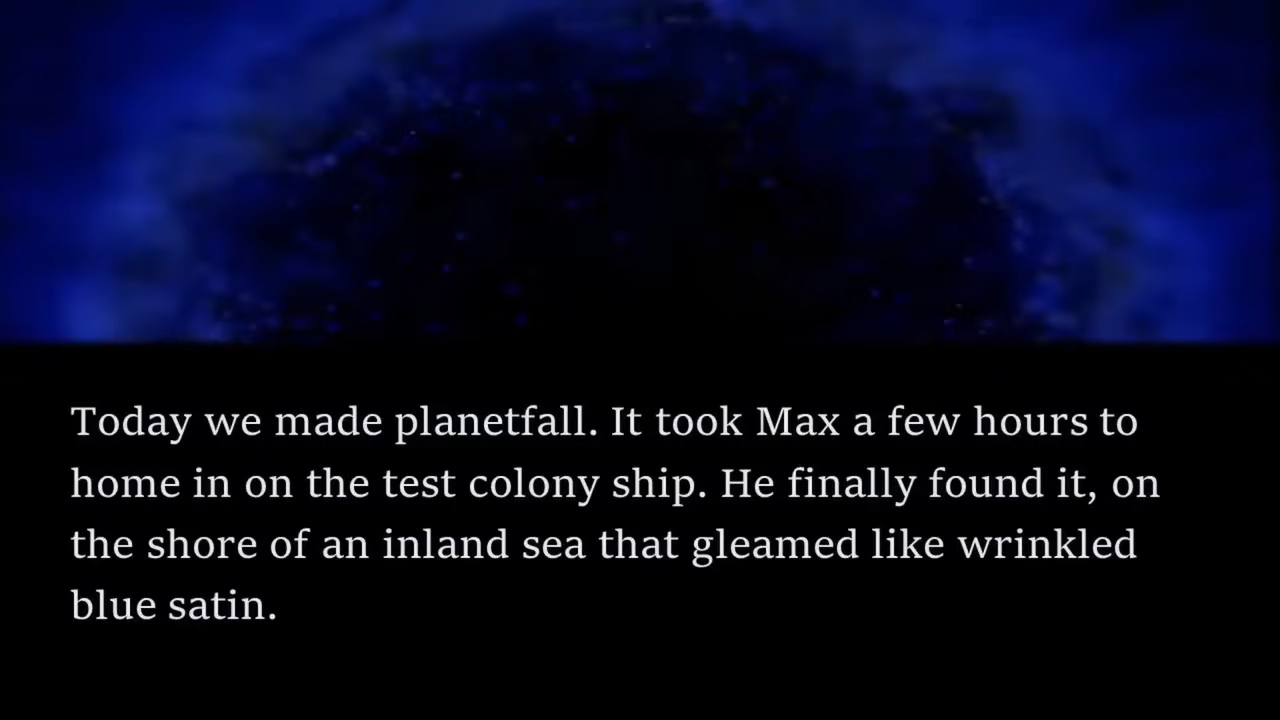 Today we made planetfall. It took Max a few hours to
home in on the test colony ship. He finally found it, on
the shore of an inland sea that gleamed like wrinkled
blue satin.